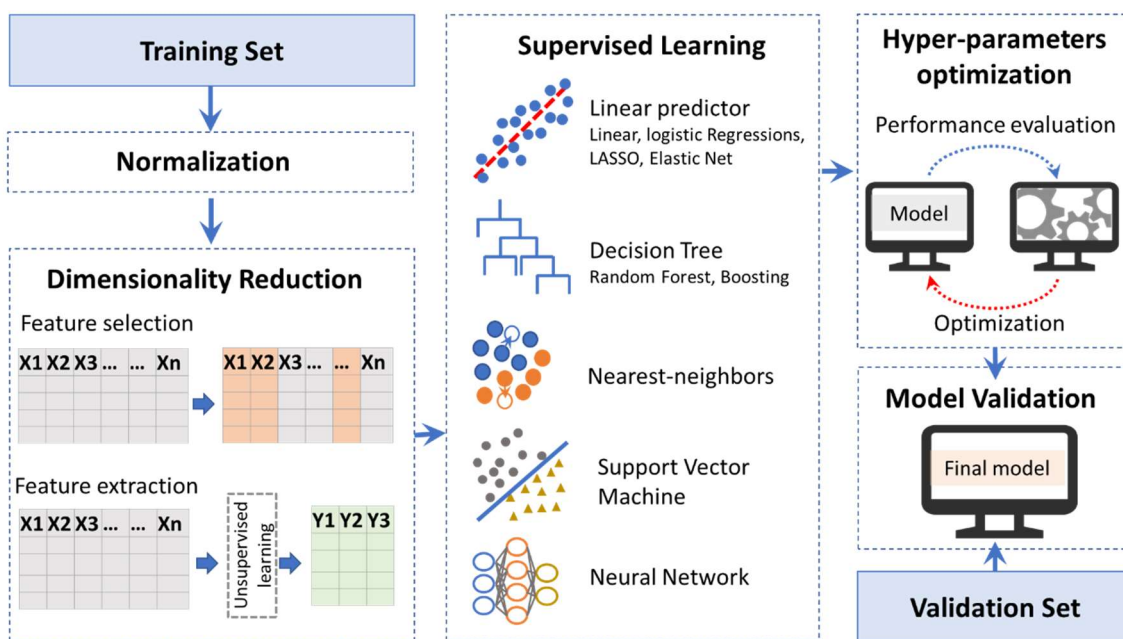 Training Set
Normalization
Dimensionality Reduction
Feature selection
X1 X2 X3 ... ... Xn
X1 X2 X3 ... ... Xn
Feature extraction
X1 X2 X3 ... ... Xn
Unsupervised
learning
Y1 Y2 Y3
Supervised Learning
Linear predictor
Linear, logistic Regressions,
LASSO, Elastic Net
Decision Tree
Random Forest, Boosting
Nearest-neighbors
Support Vector
Machine
Neural Network
Hyper-parameters
optimization
Performance evaluation
Model
Optimization
Model Validation
Final model
Validation Set